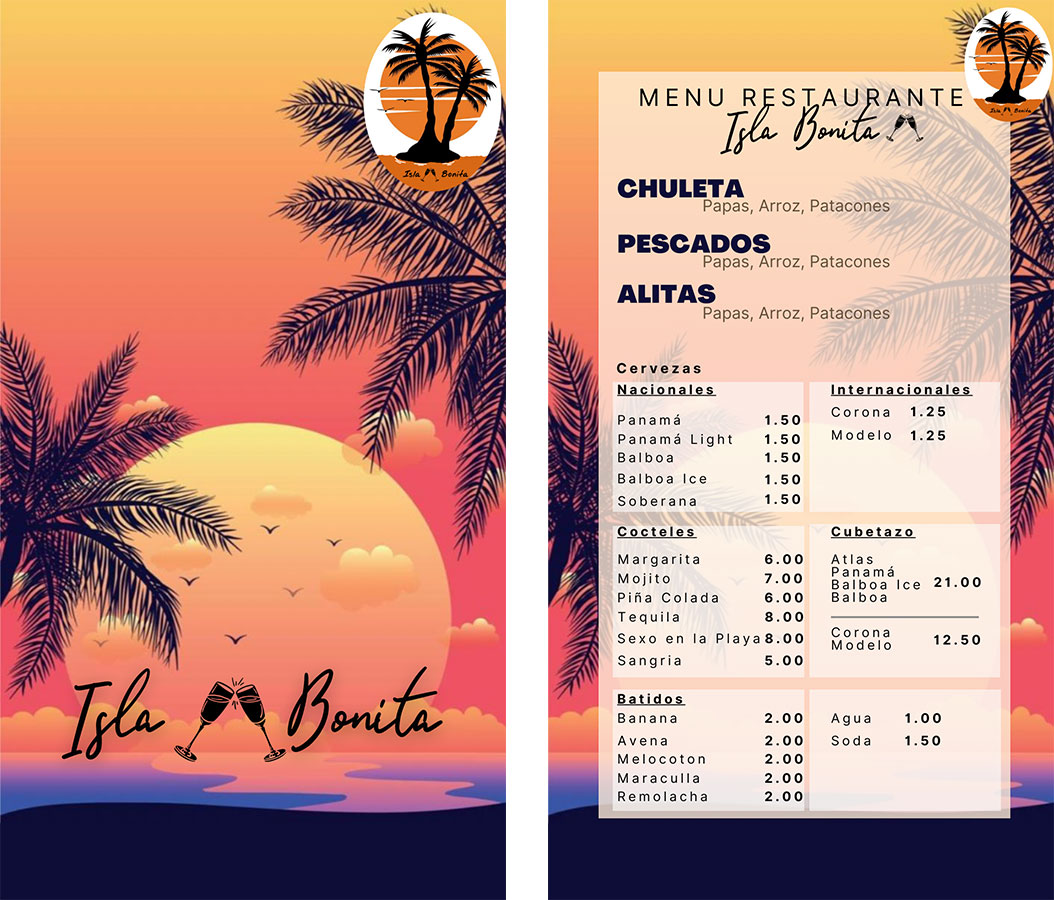 Isla Bonita
Isla Bonita
MENU RESTAURANTE
Isla Bonita
Isla Bonita
CHULETA
Papas, Arroz, Patacones
PESCADOS
Papas, Arroz, Patacones
ALITAS
Papas, Arroz, Patacones
Cervezas
Nacionales
Panamá 1.50
Panamá Light 1.50
Balboa 1.50
Balboa Ice 1.50
Soberana 1.50
Internacionales
Corona 1.25
Modelo 1.25
Cocteles
Margarita 6.00
Mojito 7.00
Piña Colada 6.00
Tequila 8.00
Sexo en la Playa 8.00
Sangria 5.00
Cubetazo
Atlas
Panamá
Balboa Ice 21.00
Balboa
Corona
Modelo 12.50
Batidos
Banana 2.00
Avena 2.00
Melocoton 2.00
Maraculla 2.00
Remolacha 2.00
Agua 1.00
Soda 1.50